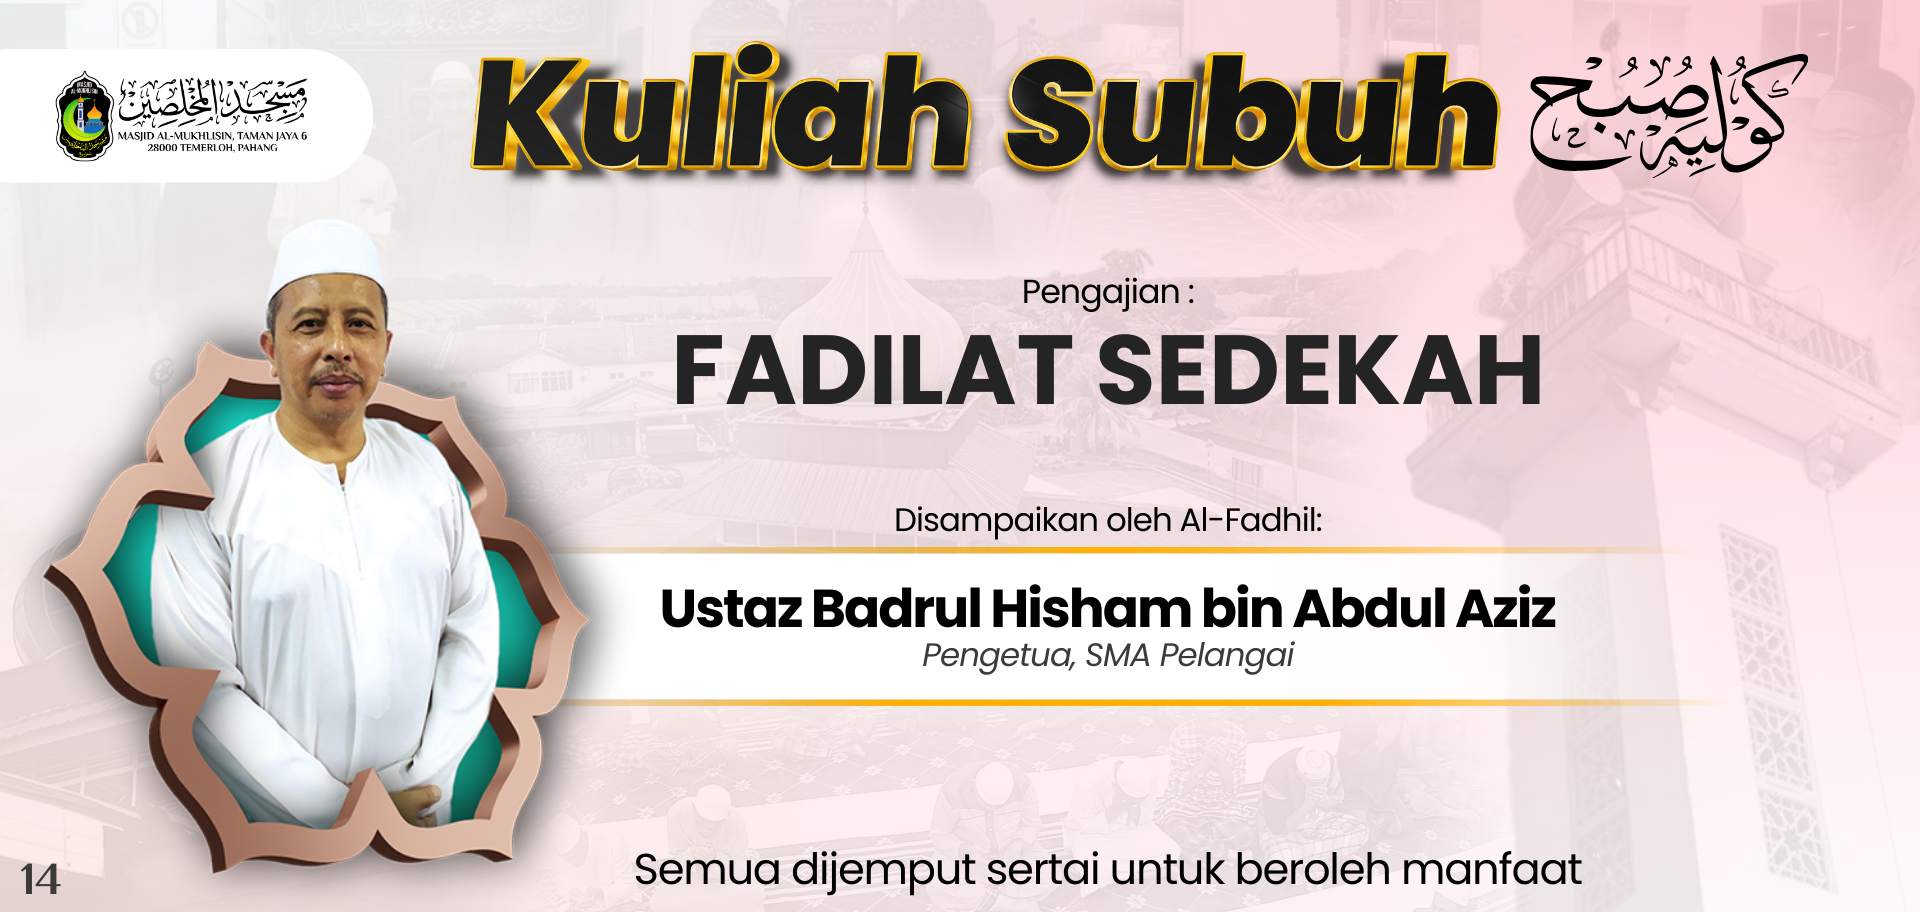 مسجد المخلصين
MASJID AL-MUKHLISIN, TAMAN JAYA 6
28000 TEMERLOH, PAHANG
Kuliah Subuh
كولية صبح
Pengajian :
FADILAT SEDEKAH
Disampaikan oleh Al-Fadhil:
Ustaz Badrul Hisham bin Abdul Aziz
Pengetua, SMA Pelangai
Semua dijemput sertai untuk beroleh manfaat
14